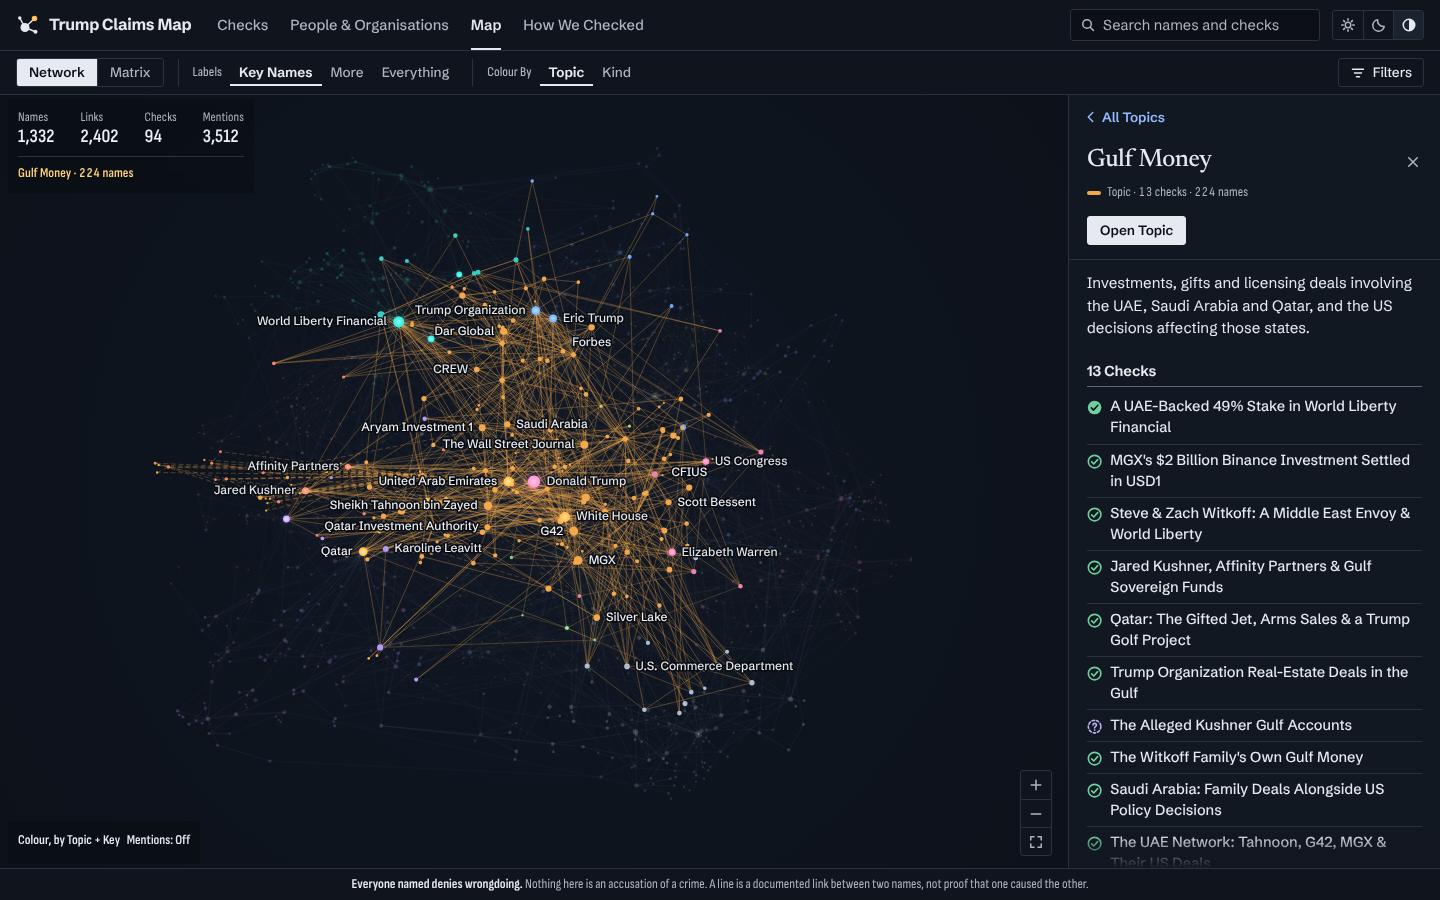 Trump Claims Map
Checks
People & Organisations
Map
How We Checked
Search names and checks
Network
Matrix
Labels
Key Names
More
Everything
Colour By
Topic
Kind
Filters
Names
Links
Checks
Mentions
1,332
2,402
94
3,512
Gulf Money · 224 names
Trump Organization
World Liberty Financial
Eric Trump
Dar Global
Forbes
CREW
Aryam Investment 1
Saudi Arabia
The Wall Street Journal
Affinity Partners
US Congress
CFIUS
United Arab Emirates
Donald Trump
Jared Kushner
Sheikh Tahnoon bin Zayed
Scott Bessent
White House
Qatar Investment Authority
G42
Qatar
Karoline Leavitt
Elizabeth Warren
MGX
Silver Lake
U.S. Commerce Department
Colour, by Topic + Key
Mentions: Off
All Topics
Gulf Money
Topic · 13 checks · 224 names
Open Topic
Investments, gifts and licensing deals involving
the UAE, Saudi Arabia and Qatar, and the US
decisions affecting those states.
13 Checks
A UAE-Backed 49% Stake in World Liberty
Financial
MGX's $2 Billion Binance Investment Settled
in USD1
Steve & Zach Witkoff: A Middle East Envoy &
World Liberty
Jared Kushner, Affinity Partners & Gulf
Sovereign Funds
Qatar: The Gifted Jet, Arms Sales & a Trump
Golf Project
Trump Organization Real-Estate Deals in the
Gulf
The Alleged Kushner Gulf Accounts
The Witkoff Family's Own Gulf Money
Saudi Arabia: Family Deals Alongside US
Policy Decisions
The UAE Network: Tahnoon, G42, MGX &
Their US Deals
Everyone named denies wrongdoing. Nothing here is an accusation of a crime. A line is a documented link between two names, not proof that one caused the other.